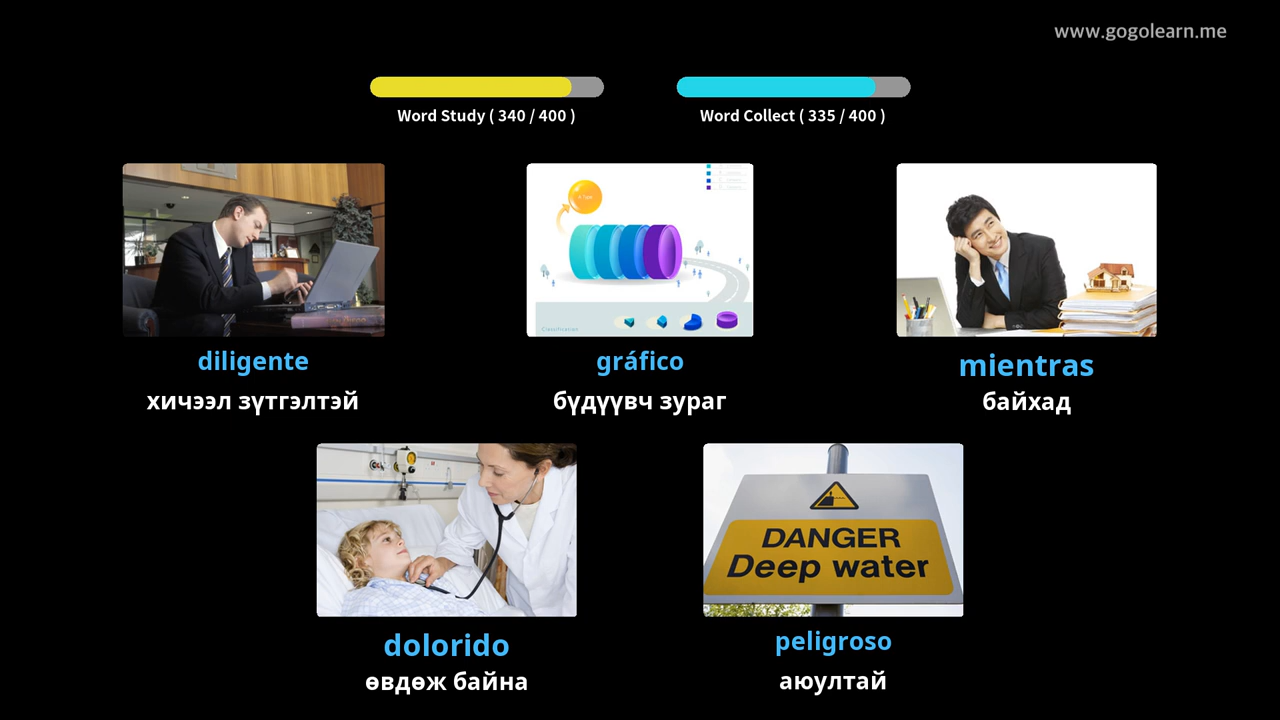 www.gogolearn.me
Word Study ( 340 / 400 )
Word Collect ( 335 / 400 )
diligente
хичээл зүтгэлтэй
gráfico
бүдүүвч зураг
mientras
байхад
DANGER
Deep water
dolorido
өвдөж байна
peligroso
аюултай